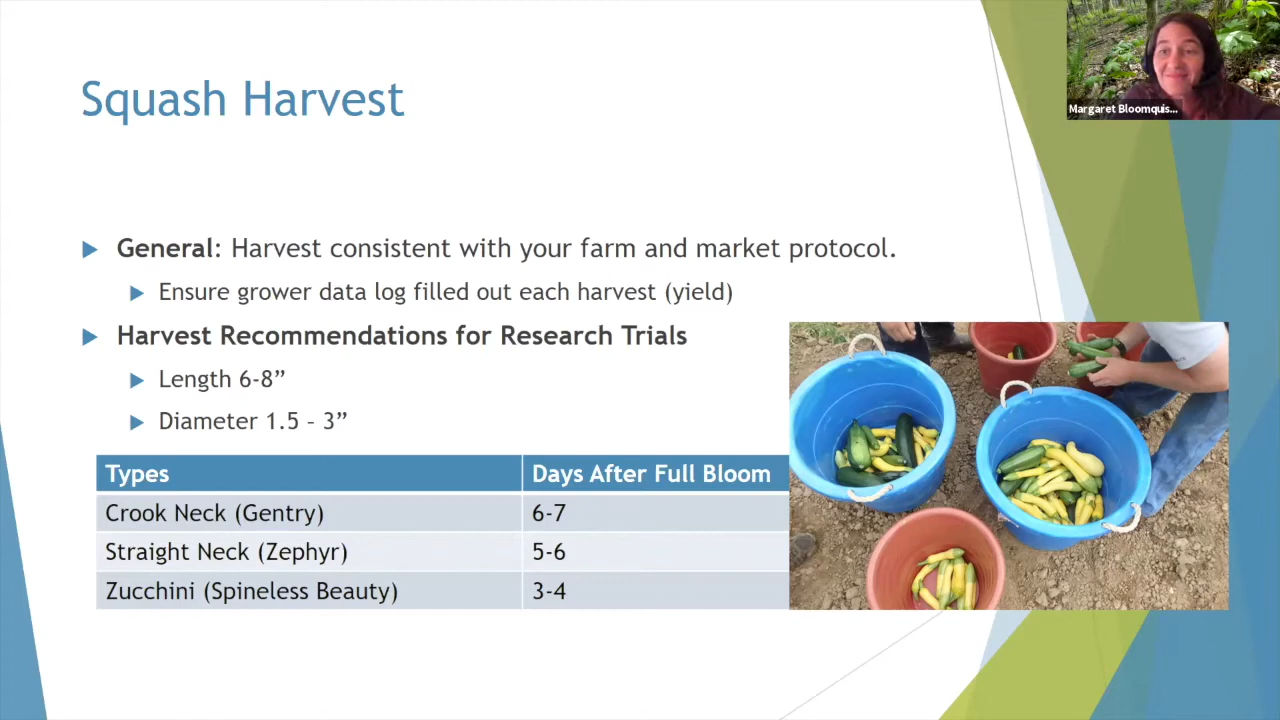 Squash Harvest
Margaret Bloomquis...
General: Harvest consistent with your farm and market protocol.
Ensure grower data log filled out each harvest (yield)
Harvest Recommendations for Research Trials
Length 6-8”
Diameter 1.5 – 3”
Types Days After Full Bloom
Crook Neck (Gentry) 6-7
Straight Neck (Zephyr) 5-6
Zucchini (Spineless Beauty) 3-4